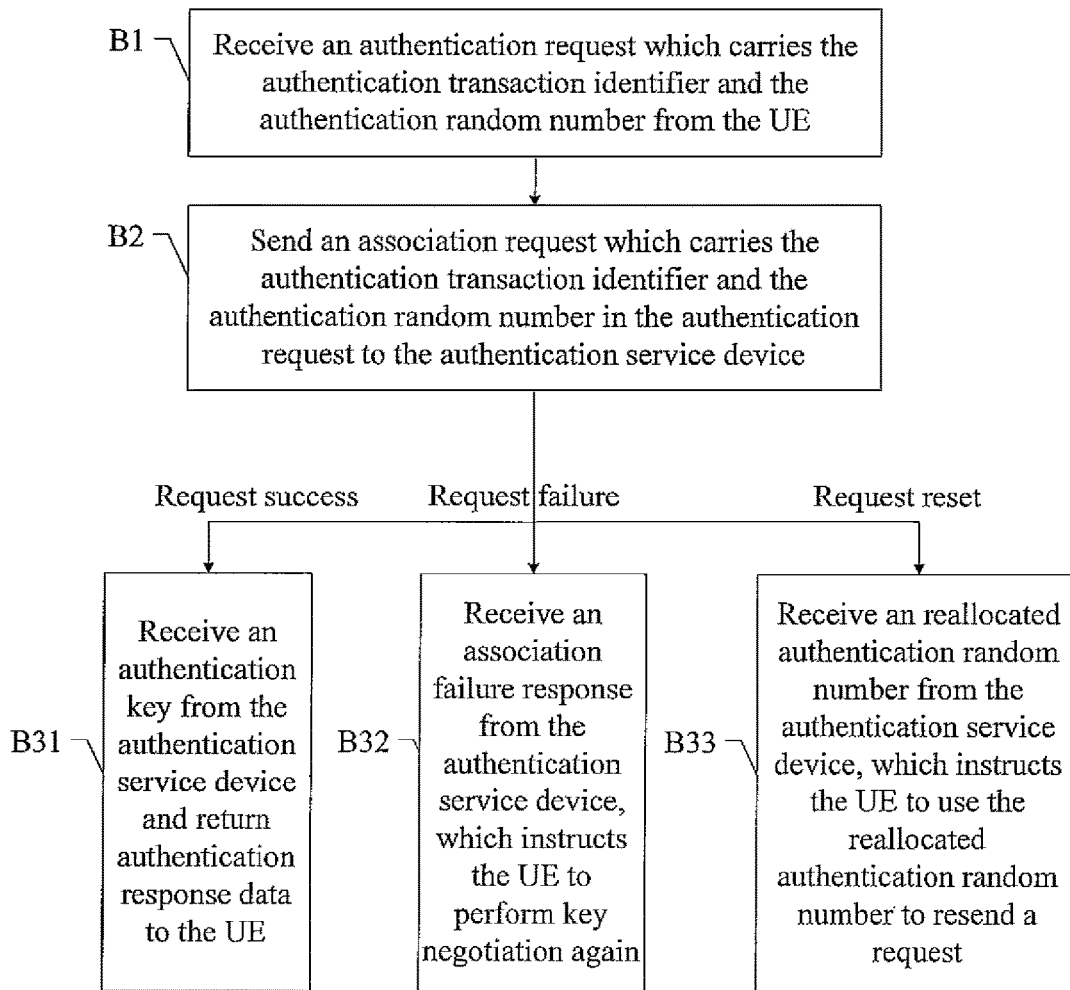 B1
Receive an authentication request which carries the
authentication transaction identifier and the
authentication random number from the UE
B2
Send an association request which carries the
authentication transaction identifier and the
authentication random number in the authentication
request to the authentication service device
Request success
Request failure
Request reset
B31
Receive an
authentication
key from the
authentication
service device
and return
authentication
response data
to the UE
B32
Receive an
association
failure response
from the
authentication
service device,
which instructs
the UE to
perform key
negotiation again
B33
Receive an reallocated
authentication random
number from the
authentication service
device, which instructs
the UE to use the
reallocated
authentication random
number to resend a
request